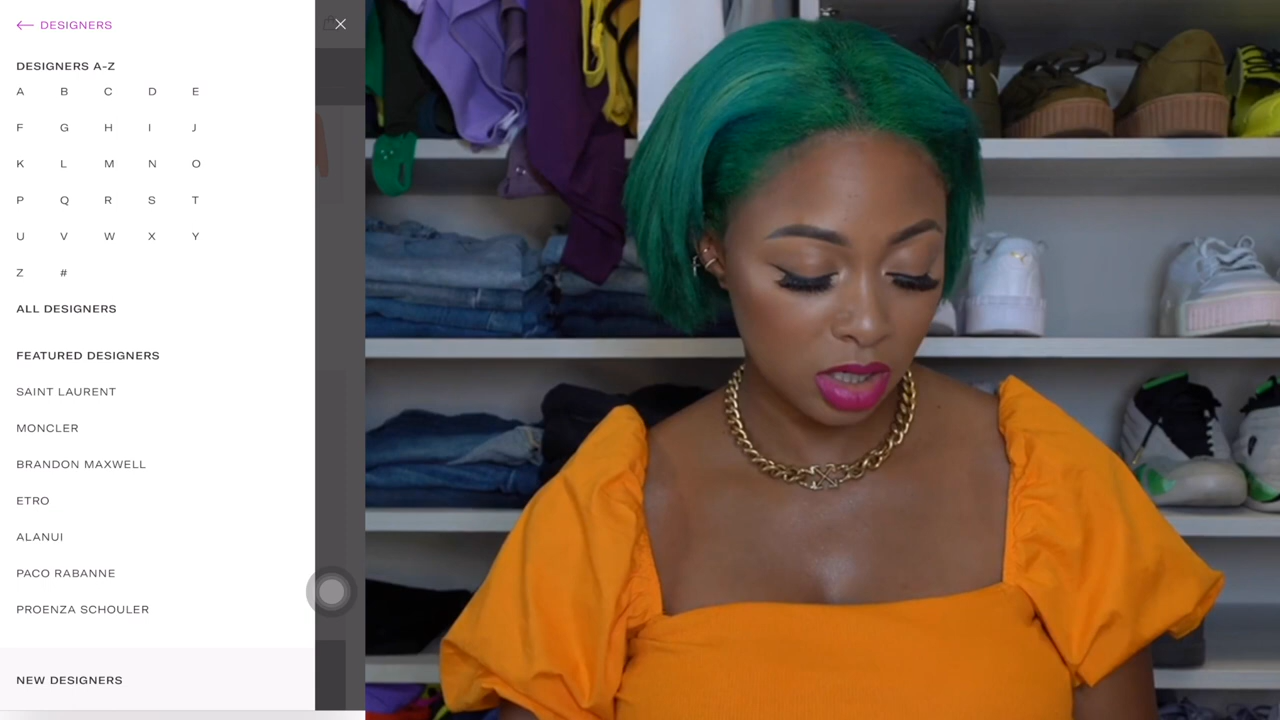 DESIGNERS
DESIGNERS A-Z
A B C D E
F G H I J
K L M N O
P Q R S T
U V W X Y
Z #
ALL DESIGNERS
FEATURED DESIGNERS
SAINT LAURENT
MONCLER
BRANDON MAXWELL
ETRO
ALANUI
PACO RABANNE
PROENZA SCHOULER
NEW DESIGNERS